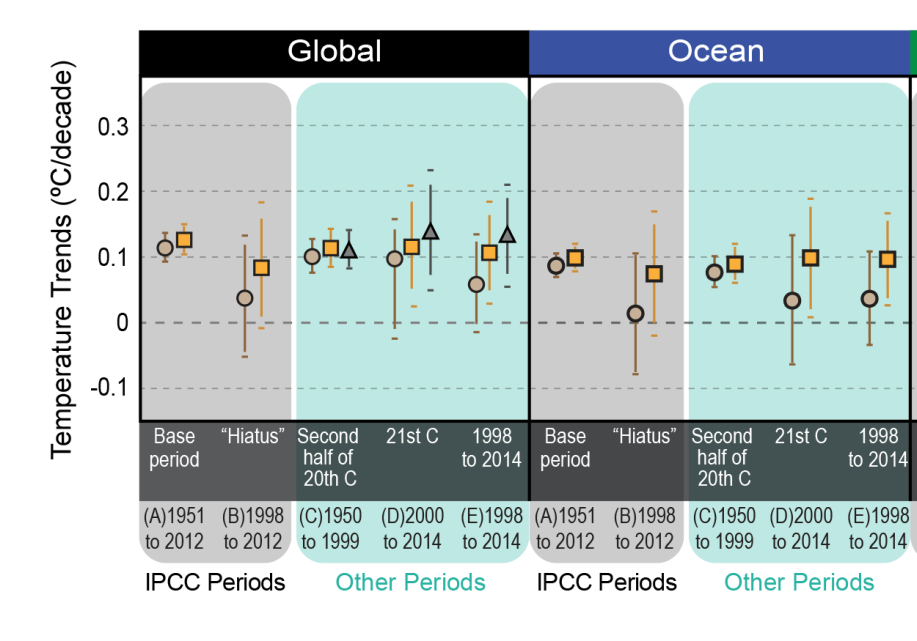 Global
Ocean
Temperature Trends (ºC/decade)
0.3
0.2
0.1
0
-0.1
Base
period
“Hiatus”
Second
half of
20th C
21st C
1998
to 2014
Base
period
“Hiatus”
Second
half of
20th C
21st C
1998
to 2014
(A)1951
to 2012
(B)1998
to 2012
(C)1950
to 1999
(D)2000
to 2014
(E)1998
to 2014
(A)1951
to 2012
(B)1998
to 2012
(C)1950
to 1999
(D)2000
to 2014
(E)1998
to 2014
IPCC Periods
Other Periods
IPCC Periods
Other Periods